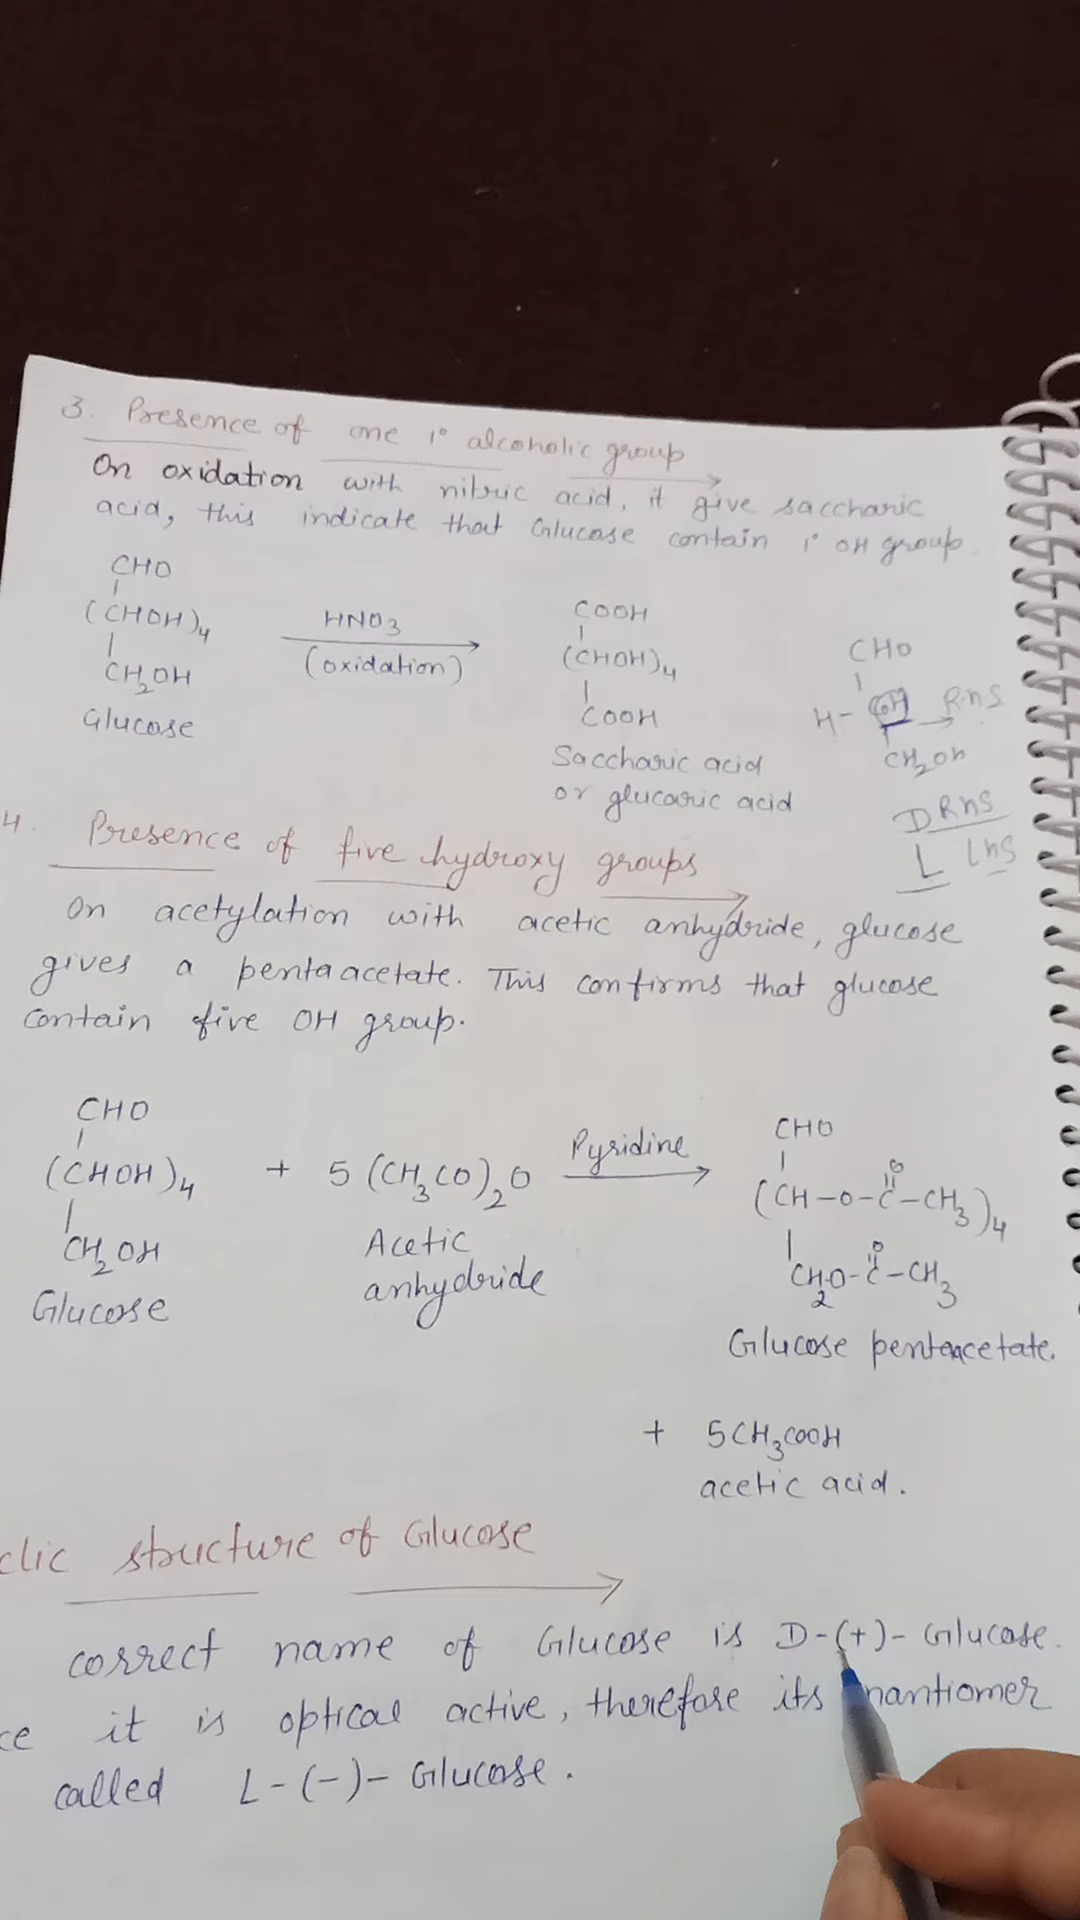 3. Presence of one 1° alcoholic group
On oxidation with nitric acid, it give saccharic
acid, this indicate that Glucose contain 1° OH group.
CHO
(CHOH)4
CH2OH
Glucose
HNO3
(oxidation)
COOH
(CHOH)4
COOH
Saccharic acid
or glucaric acid
CHO
H- OH RhS
CH2OH
D RhS
L LhS
4. Presence of five hydroxy groups
On acetylation with acetic anhydride, glucose
gives a pentaacetate. This confirms that glucose
contain five OH group.
CHO
(CHOH)4
CH2OH
Glucose
+ 5(CH3CO)2O
Acetic
anhydride
Pyridine
CHO
(CH-O-C-CH3)4
O
CH2O-C-CH3
O
Glucose pentaacetate.
+ 5CH3COOH
acetic acid.
clic structure of Glucose
correct name of Glucose is D-(+)-Glucose.
ce it is optical active, therefore its nantiomer
called L-(-)-Glucose.